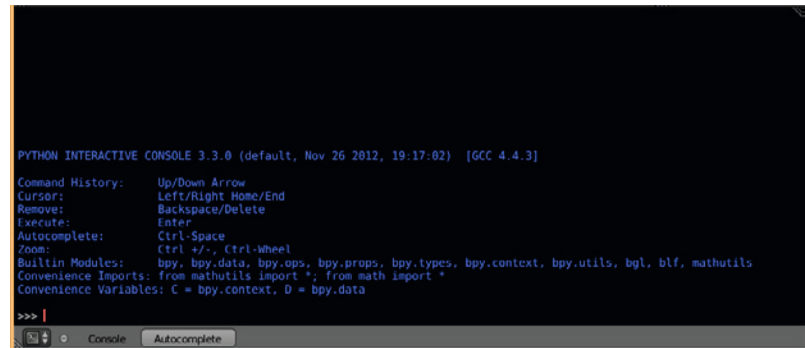 PYTHON INTERACTIVE CONSOLE 3.3.0 (default, Nov 26 2012, 19:17:02)  [GCC 4.4.3]
Command History:     Up/Down Arrow
Cursor:              Left/Right Home/End
Remove:              Backspace/Delete
Execute:             Enter
Autocomplete:        Ctrl-Space
Zoom:                Ctrl +/-, Ctrl-Wheel
Builtin Modules:     bpy, bpy.data, bpy.ops, bpy.props, bpy.types, bpy.context, bpy.utils, bgl, blf, mathutils
Convenience Imports: from mathutils import *; from math import *
Convenience Variables: C = bpy.context, D = bpy.data
>>>
Console Autocomplete